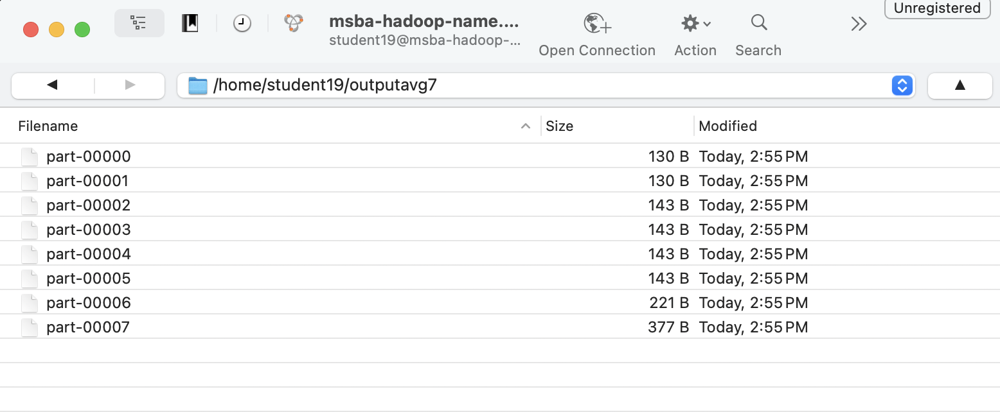 Unregistered
msba-hadoop-name....
student19@msba-hadoop-...
Open Connection Action Search
/home/student19/outputavg7
Filename Size Modified
part-00000 130 B Today, 2:55 PM
part-00001 130 B Today, 2:55 PM
part-00002 143 B Today, 2:55 PM
part-00003 143 B Today, 2:55 PM
part-00004 143 B Today, 2:55 PM
part-00005 143 B Today, 2:55 PM
part-00006 221 B Today, 2:55 PM
part-00007 377 B Today, 2:55 PM